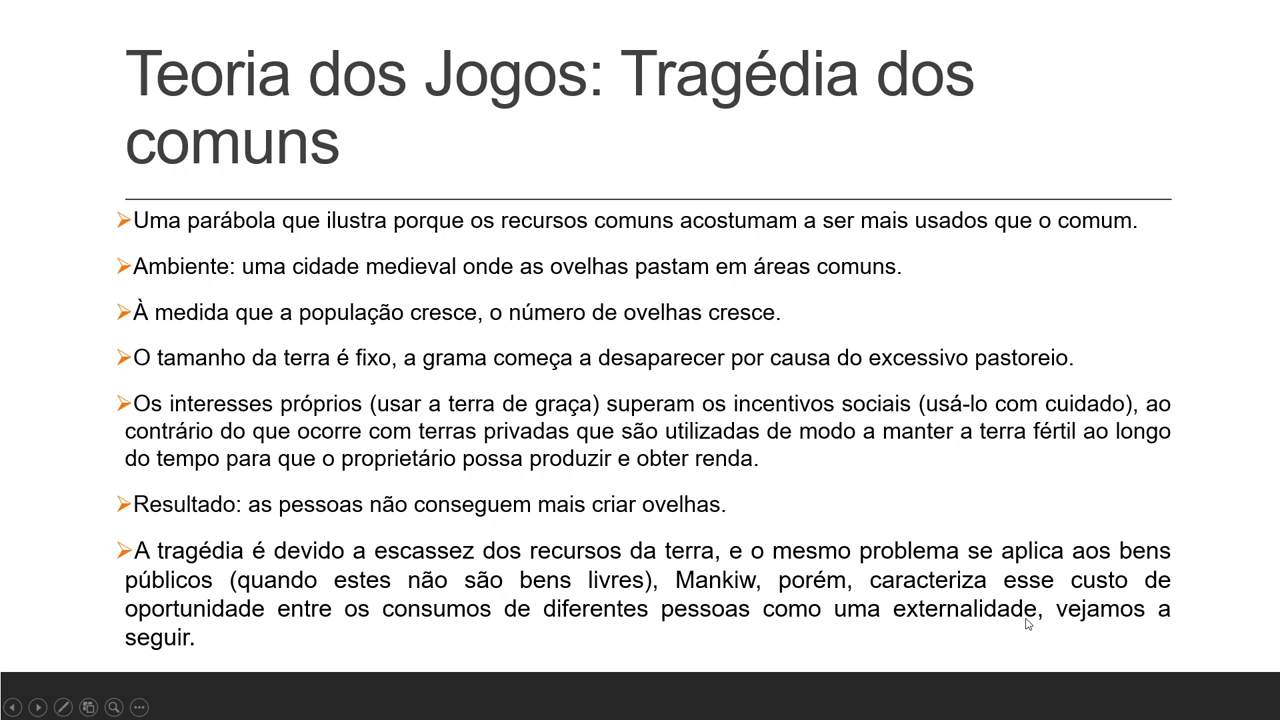 Teoria dos Jogos: Tragédia dos
comuns
Uma parábola que ilustra porque os recursos comuns acostumam a ser mais usados que o comum.
Ambiente: uma cidade medieval onde as ovelhas pastam em áreas comuns.
À medida que a população cresce, o número de ovelhas cresce.
O tamanho da terra é fixo, a grama começa a desaparecer por causa do excessivo pastoreio.
Os interesses próprios (usar a terra de graça) superam os incentivos sociais (usá-lo com cuidado), ao
contrário do que ocorre com terras privadas que são utilizadas de modo a manter a terra fértil ao longo
do tempo para que o proprietário possa produzir e obter renda.
Resultado: as pessoas não conseguem mais criar ovelhas.
A tragédia é devido a escassez dos recursos da terra, e o mesmo problema se aplica aos bens
públicos (quando estes não são bens livres), Mankiw, porém, caracteriza esse custo de
oportunidade entre os consumos de diferentes pessoas como uma externalidade, vejamos a
seguir.